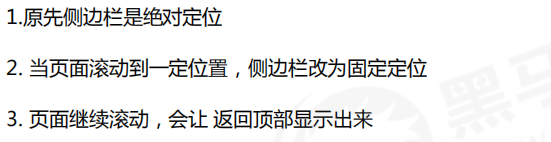 1.原先侧边栏是绝对定位
2. 当页面滚动到一定位置，侧边栏改为固定定位
3. 页面继续滚动，会让 返回顶部显示出来
黑马